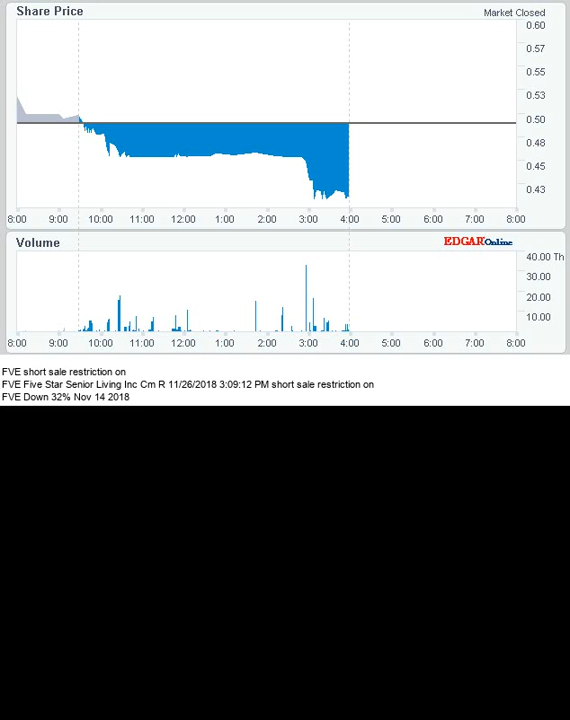 Share Price
Market Closed
0.60
0.57
0.55
0.53
0.50
0.48
0.45
0.43
8:00 9:00 10:00 11:00 12:00 1:00 2:00 3:00 4:00 5:00 6:00 7:00 8:00
Volume
EDGAROnline
40.00 Th
30.00
20.00
10.00
8:00 9:00 10:00 11:00 12:00 1:00 2:00 3:00 4:00 5:00 6:00 7:00 8:00
FVE short sale restriction on
FVE Five Star Senior Living Inc Cm R 11/26/2018 3:09:12 PM short sale restriction on
FVE Down 32% Nov 14 2018